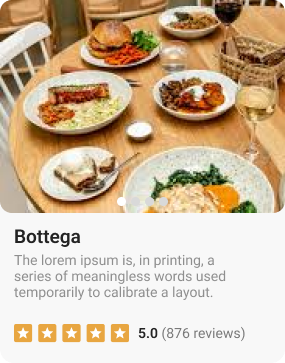 Bottega
The lorem ipsum is, in printing, a
series of meaningless words used
temporarily to calibrate a layout.
5.0 (876 reviews)